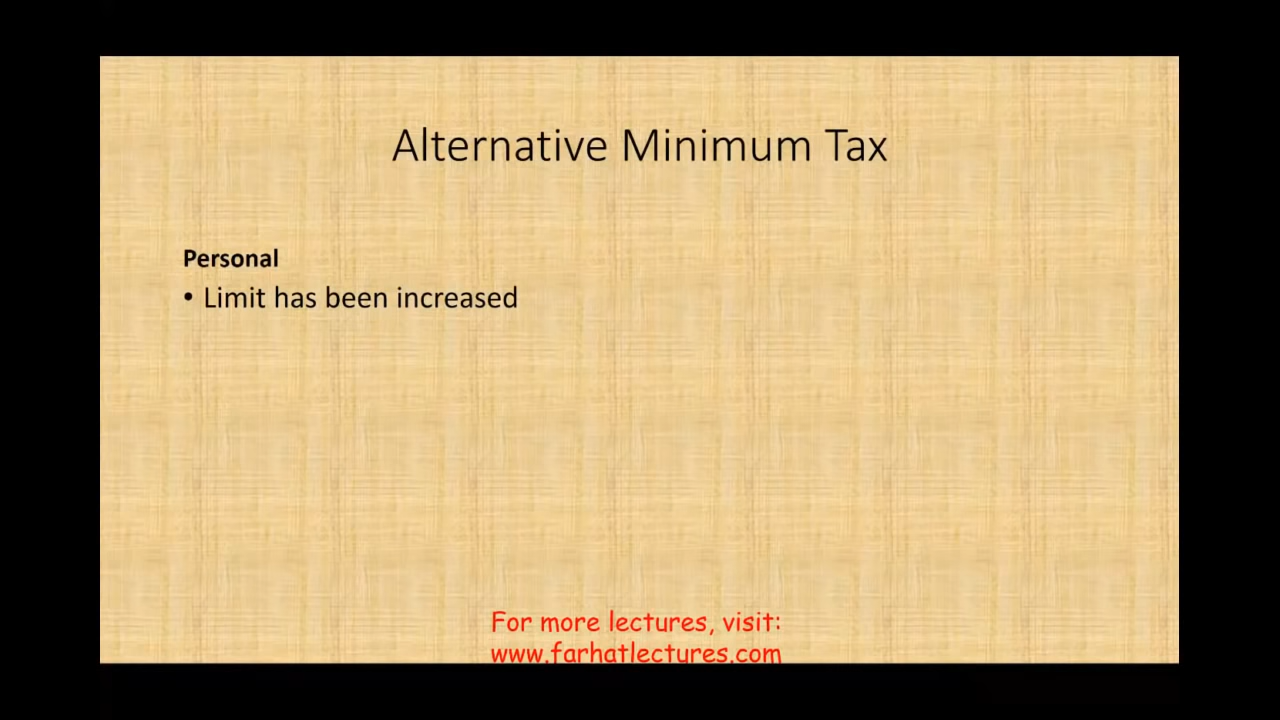 Alternative Minimum Tax
Personal
• Limit has been increased
For more lectures, visit:
www.farhatlectures.com